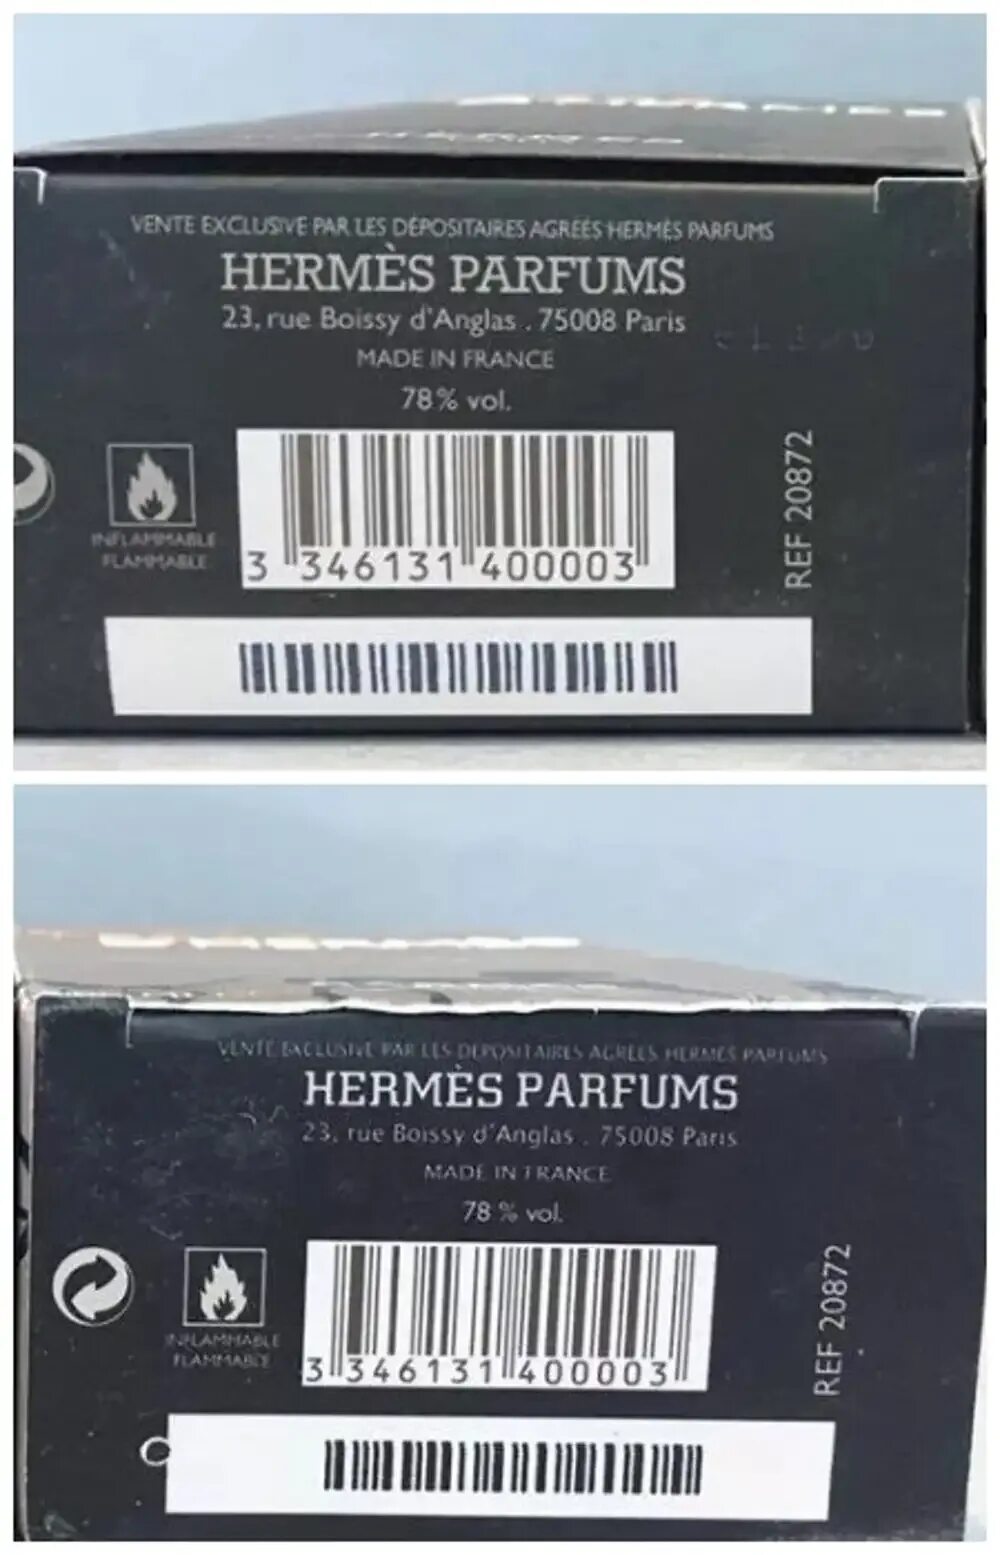 VENTE EXCLUSIVE PAR LES DÉPOSITAIRES AGRÉÉS HERMÈS PARFUMS
HERMÈS PARFUMS
23, rue Boissy d'Anglas . 75008 Paris
MADE IN FRANCE
78% vol.
INFLAMMABLE
FLAMMABLE
3 346131 400003
REF 20872
VENTE EXCLUSIVE PAR LES DÉPOSITAIRES AGRÉÉS HERMÈS PARFUMS
HERMÈS PARFUMS
23, rue Boissy d'Anglas . 75008 Paris
MADE IN FRANCE
78 % vol.
INFLAMMABLE
FLAMMABLE
3 346131 400003
REF 20872